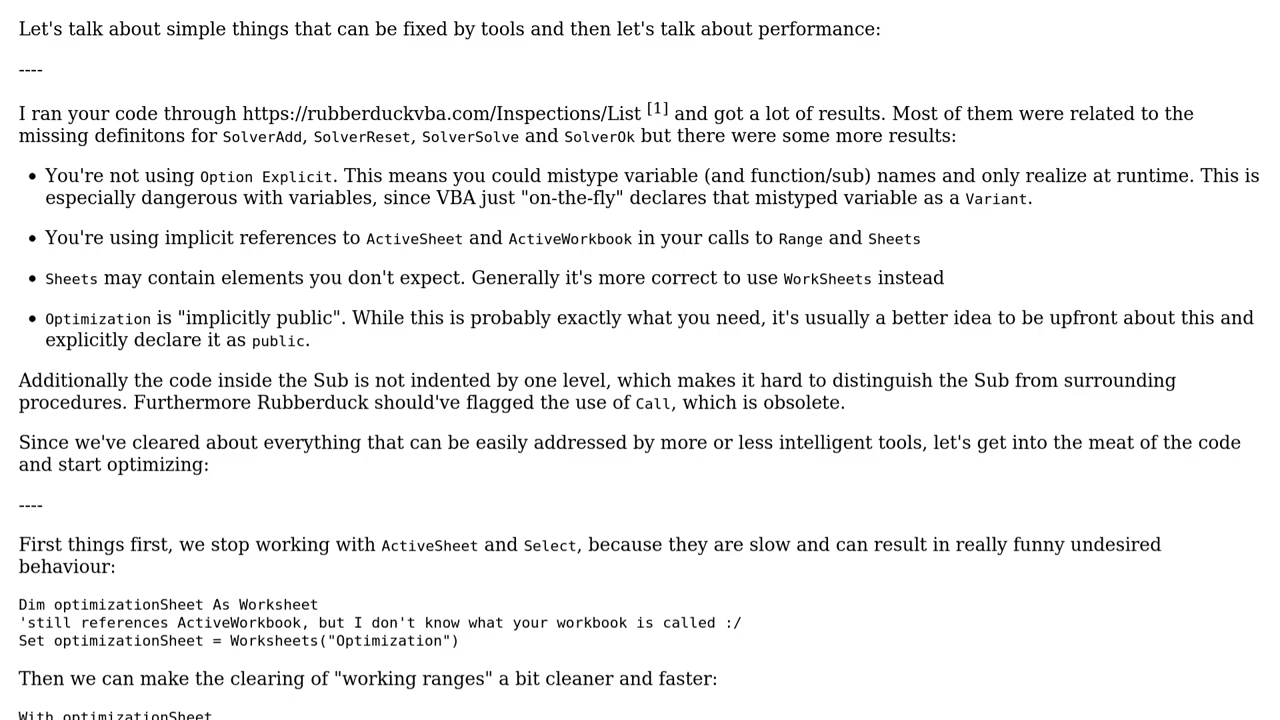 Let's talk about simple things that can be fixed by tools and then let's talk about performance:
----
I ran your code through https://rubberduckvba.com/Inspections/List [1] and got a lot of results. Most of them were related to the
missing definitons for SolverAdd, SolverReset, SolverSolve and SolverOk but there were some more results:
• You're not using Option Explicit. This means you could mistype variable (and function/sub) names and only realize at runtime. This is
especially dangerous with variables, since VBA just "on-the-fly" declares that mistyped variable as a Variant.
• You're using implicit references to ActiveSheet and ActiveWorkbook in your calls to Range and Sheets
• Sheets may contain elements you don't expect. Generally it's more correct to use WorkSheets instead
• Optimization is "implicitly public". While this is probably exactly what you need, it's usually a better idea to be upfront about this and
explicitly declare it as public.
Additionally the code inside the Sub is not indented by one level, which makes it hard to distinguish the Sub from surrounding
procedures. Furthermore Rubberduck should've flagged the use of Call, which is obsolete.
Since we've cleared about everything that can be easily addressed by more or less intelligent tools, let's get into the meat of the code
and start optimizing:
----
First things first, we stop working with ActiveSheet and Select, because they are slow and can result in really funny undesired
behaviour:
Dim optimizationSheet As Worksheet
'still references ActiveWorkbook, but I don't know what your workbook is called :/
Set optimizationSheet = Worksheets("Optimization")
Then we can make the clearing of "working ranges" a bit cleaner and faster:
With optimizationSheet